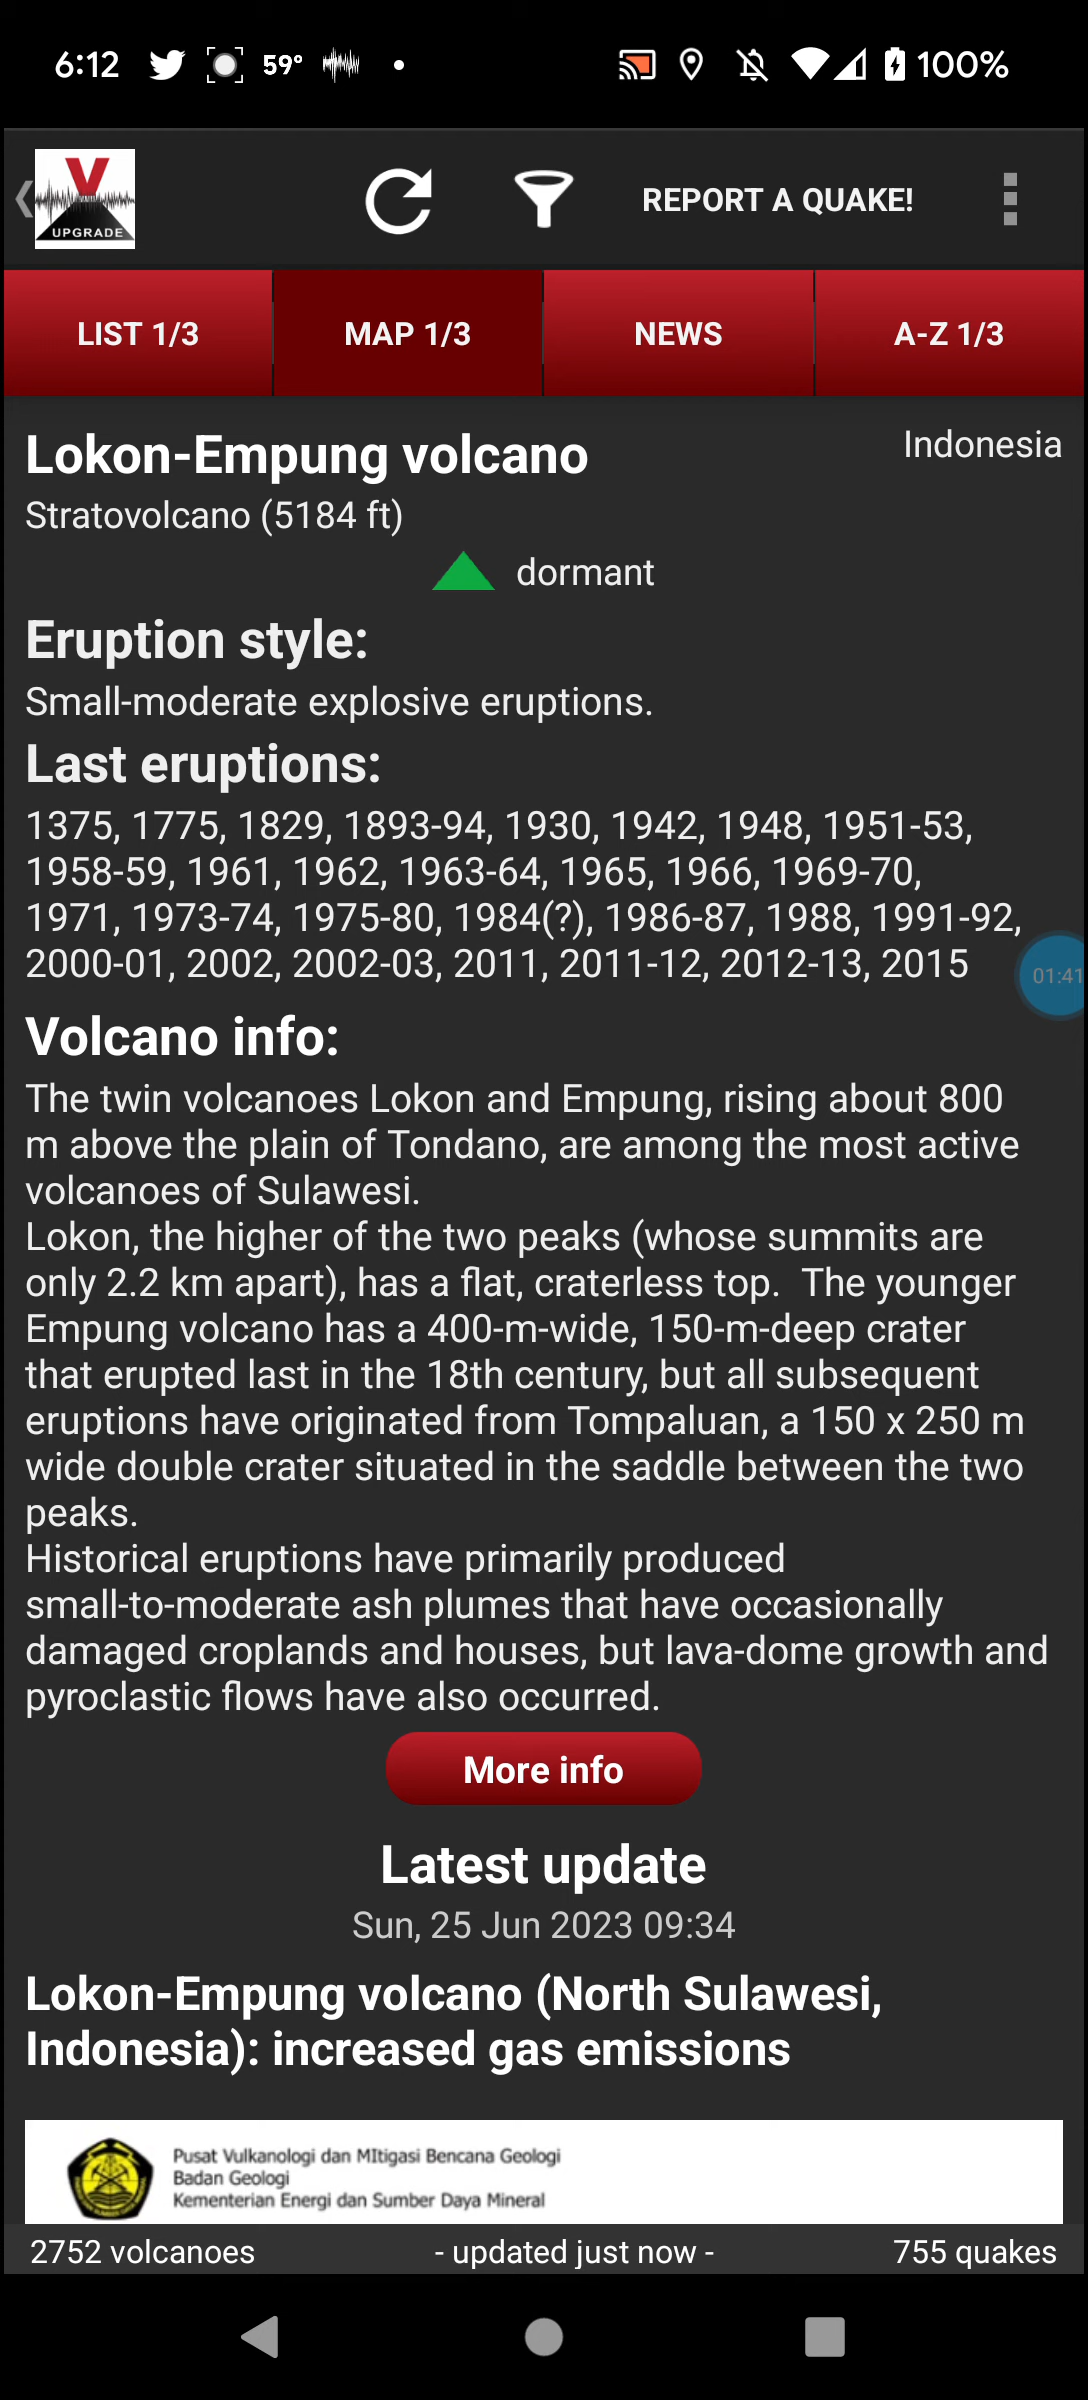 6:12 59° 100%
V
UPGRADE
REPORT A QUAKE!
LIST 1/3 MAP 1/3 NEWS A-Z 1/3
Lokon-Empung volcano Indonesia
Stratovolcano (5184 ft)
dormant
Eruption style:
Small-moderate explosive eruptions.
Last eruptions:
1375, 1775, 1829, 1893-94, 1930, 1942, 1948, 1951-53,
1958-59, 1961, 1962, 1963-64, 1965, 1966, 1969-70,
1971, 1973-74, 1975-80, 1984(?), 1986-87, 1988, 1991-92,
2000-01, 2002, 2002-03, 2011, 2011-12, 2012-13, 2015
01:41
Volcano info:
The twin volcanoes Lokon and Empung, rising about 800
m above the plain of Tondano, are among the most active
volcanoes of Sulawesi.
Lokon, the higher of the two peaks (whose summits are
only 2.2 km apart), has a flat, craterless top.  The younger
Empung volcano has a 400-m-wide, 150-m-deep crater
that erupted last in the 18th century, but all subsequent
eruptions have originated from Tompaluan, a 150 x 250 m
wide double crater situated in the saddle between the two
peaks.
Historical eruptions have primarily produced
small-to-moderate ash plumes that have occasionally
damaged croplands and houses, but lava-dome growth and
pyroclastic flows have also occurred.
More info
Latest update
Sun, 25 Jun 2023 09:34
Lokon-Empung volcano (North Sulawesi,
Indonesia): increased gas emissions
Pusat Vulkanologi dan MItigasi Bencana Geologi
Badan Geologi
Kementerian Energi dan Sumber Daya Mineral
2752 volcanoes - updated just now - 755 quakes